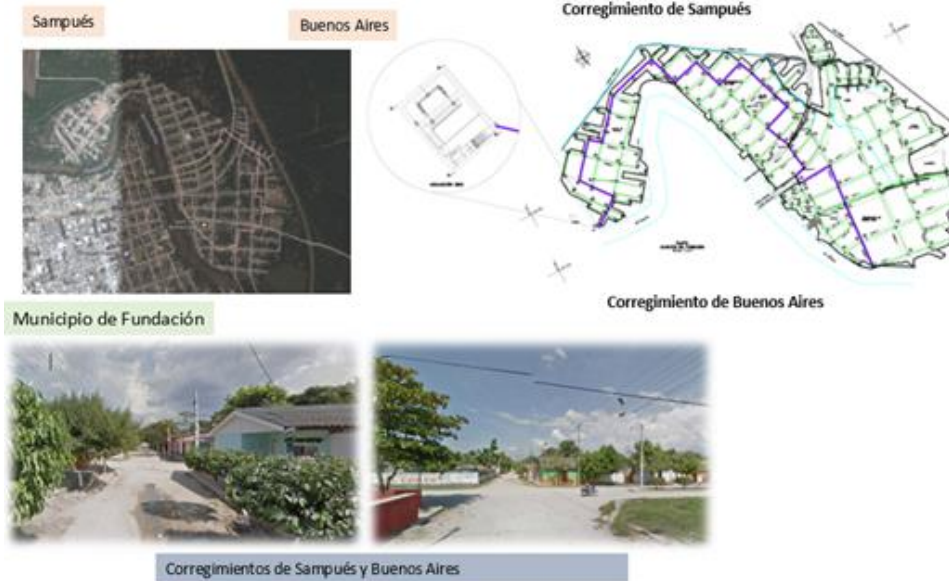 Sampués
Buenos Aires
Corregimiento de Sampués
Corregimiento de Buenos Aires
Municipio de Fundación
Corregimientos de Sampués y Buenos Aires